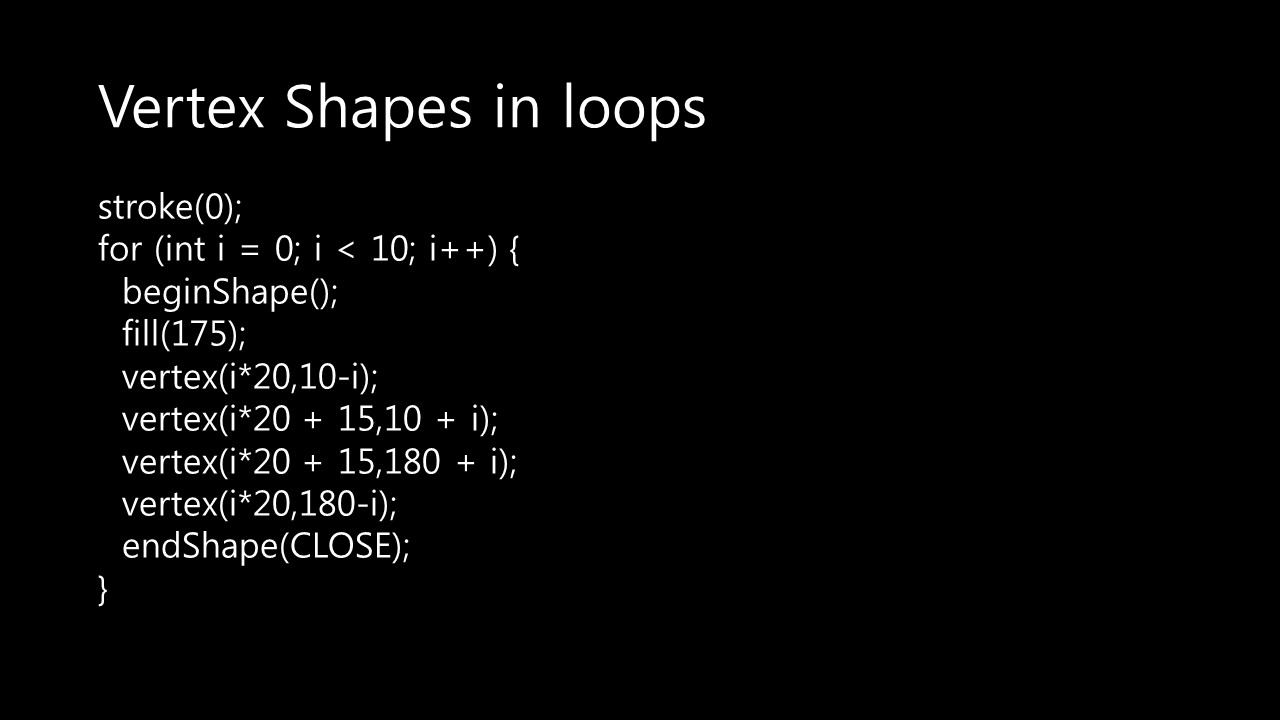 Vertex Shapes in loops
stroke(0);
for (int i = 0; i < 10; i++) {
beginShape();
fill(175);
vertex(i*20,10-i);
vertex(i*20 + 15,10 + i);
vertex(i*20 + 15,180 + i);
vertex(i*20,180-i);
endShape(CLOSE);
}